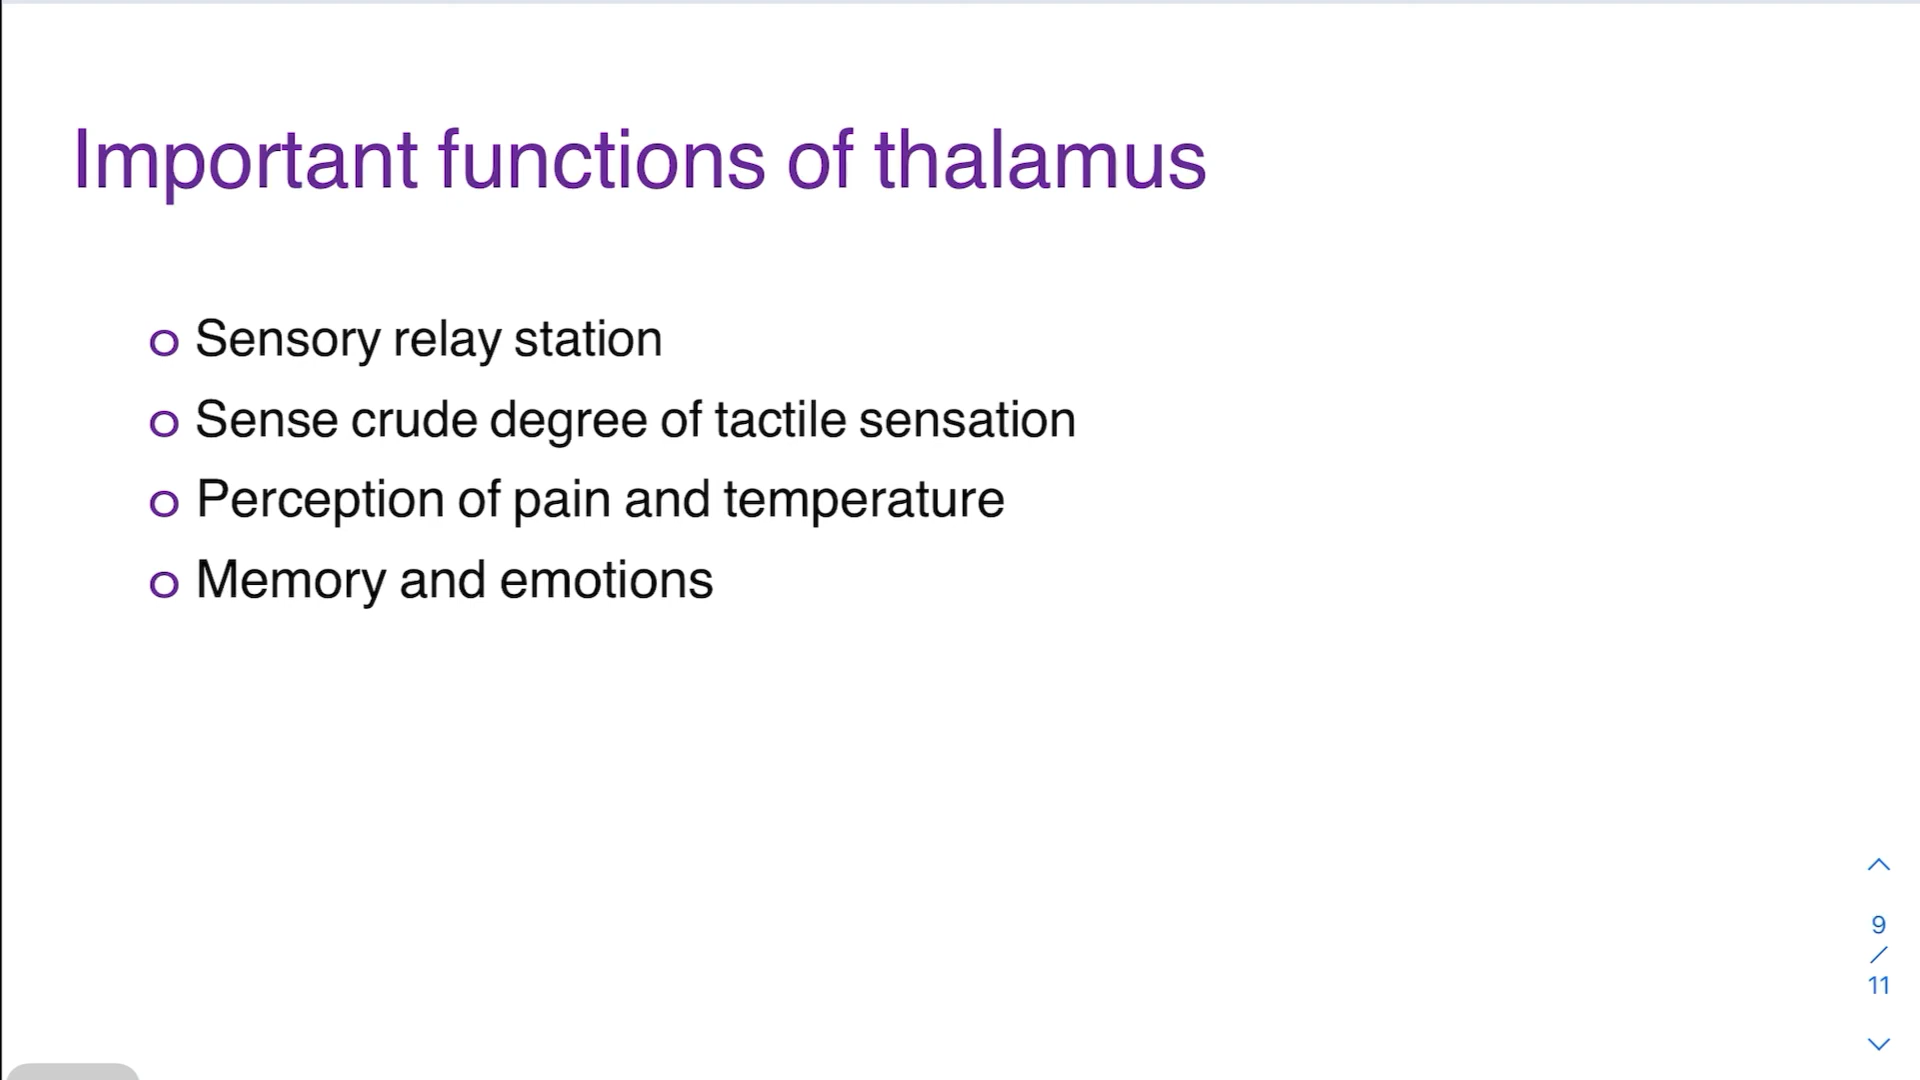 Important functions of thalamus
o Sensory relay station
o Sense crude degree of tactile sensation
o Perception of pain and temperature
o Memory and emotions
9
/
11